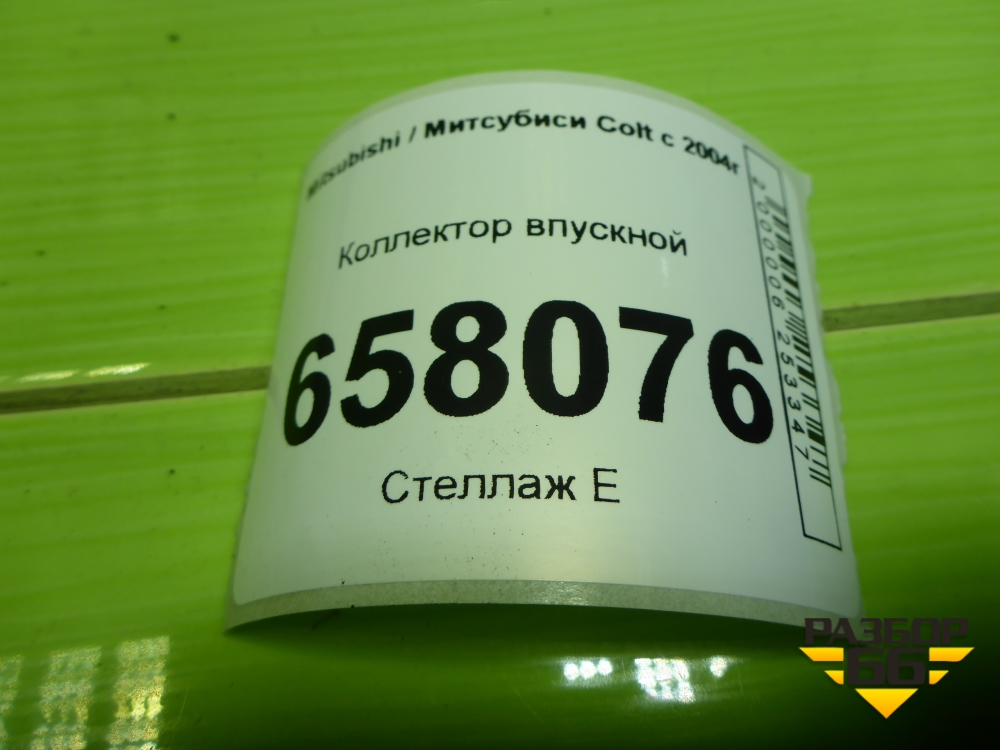 Mitsubishi / Митсубиси Colt с 2004г
Коллектор впускной
658076
Стеллаж Е
2000006253347
РАЗБОР
66